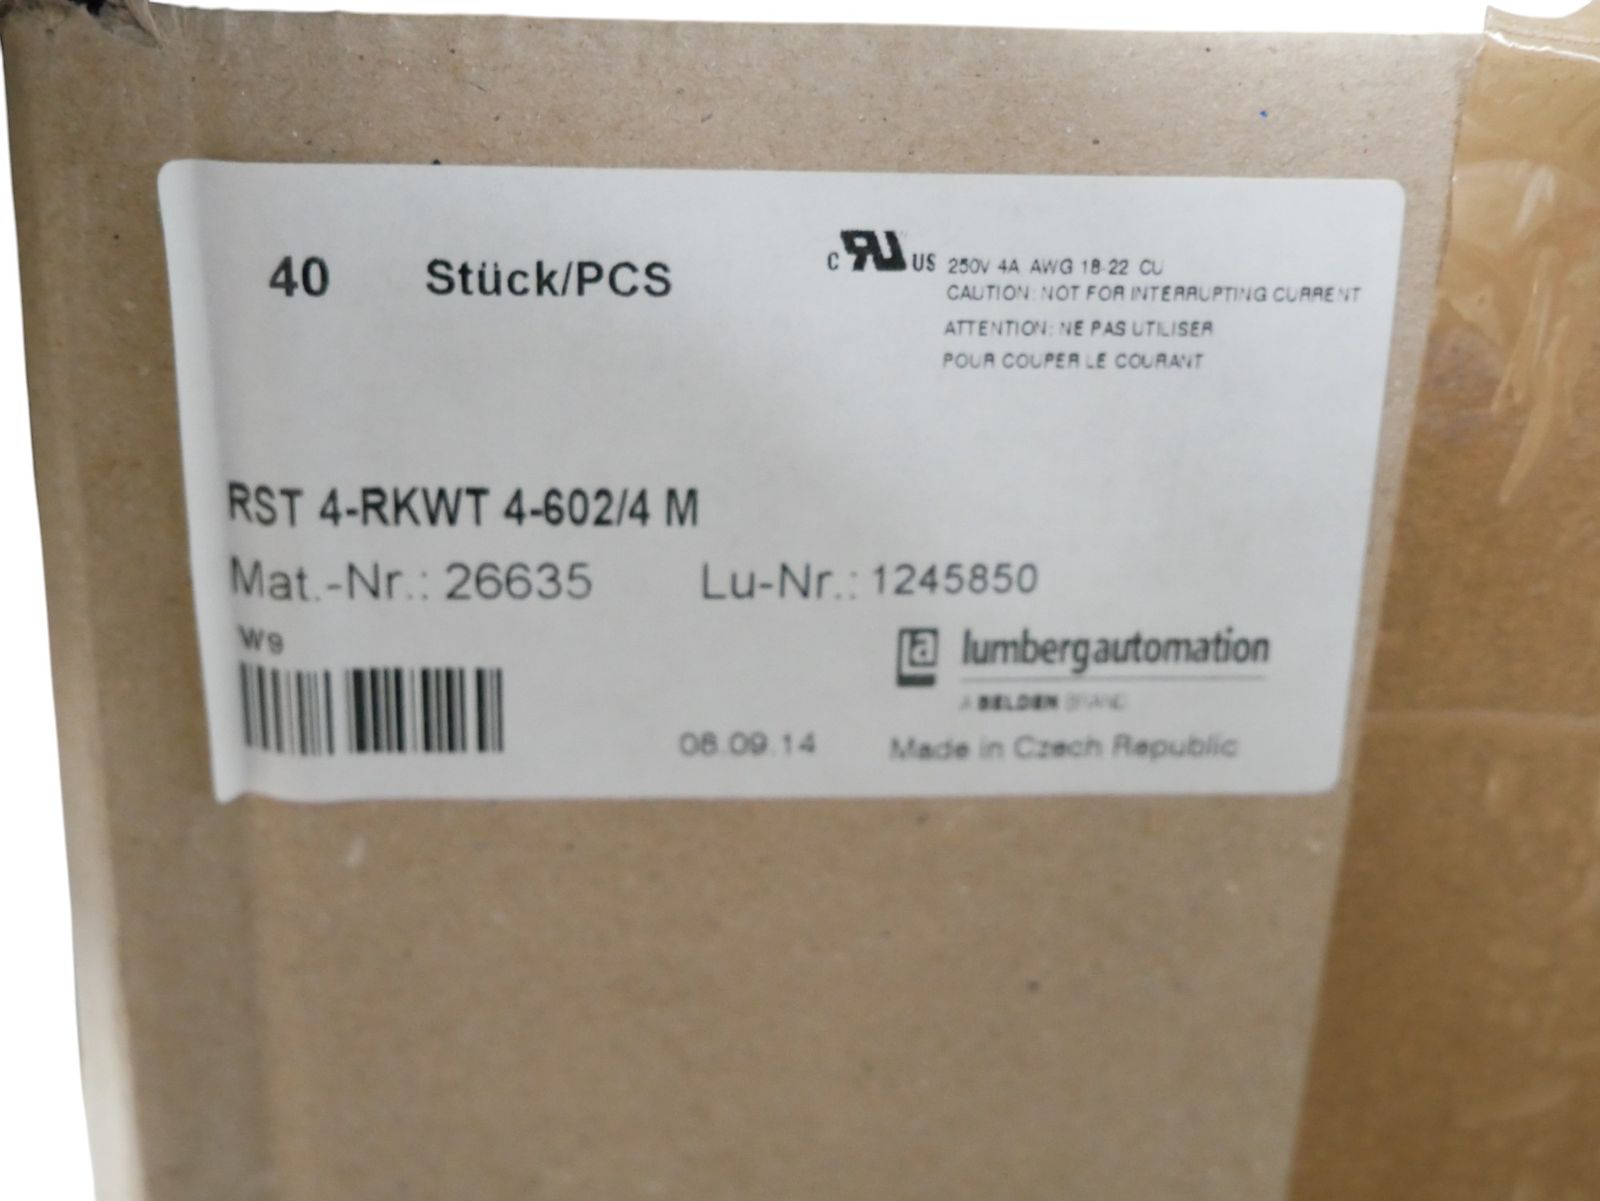 40 Stück/PCS
c RU US 250V 4A AWG 18-22 CU
CAUTION: NOT FOR INTERRUPTING CURRENT
ATTENTION: NE PAS UTILISER
POUR COUPER LE COURANT
RST 4-RKWT 4-602/4 M
Mat.-Nr.: 26635 Lu-Nr.: 1245850
W9
la lumbergautomation
A BELDEN BRAND
08.09.14 Made in Czech Republic